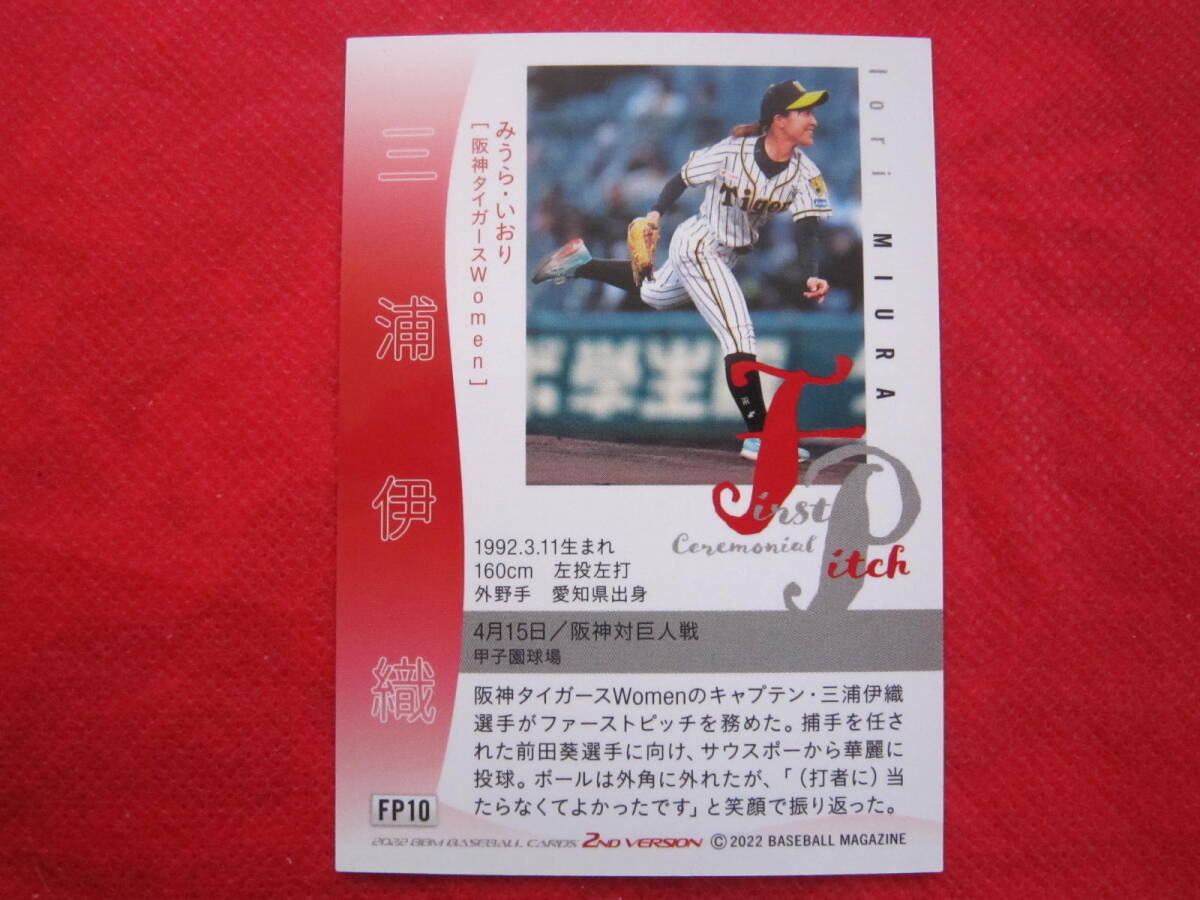 三浦伊織
みうら・いおり
［阪神タイガースWomen］
Iori MIURA
Tigers
学生
First
Ceremonial
Pitch
1992.3.11生まれ
160cm 左投左打
外野手 愛知県出身
4月15日／阪神対巨人戦
甲子園球場
阪神タイガースWomenのキャプテン・三浦伊織
選手がファーストピッチを務めた。捕手を任さ
れた前田葵選手に向け、サウスポーから華麗に
投球。ボールは外角に外れたが、「（打者に）当
たらなくてよかったです」と笑顔で振り返った。
FP10
2022 BBM BASEBALL CARDS 2ND VERSION Ⓒ2022 BASEBALL MAGAZINE